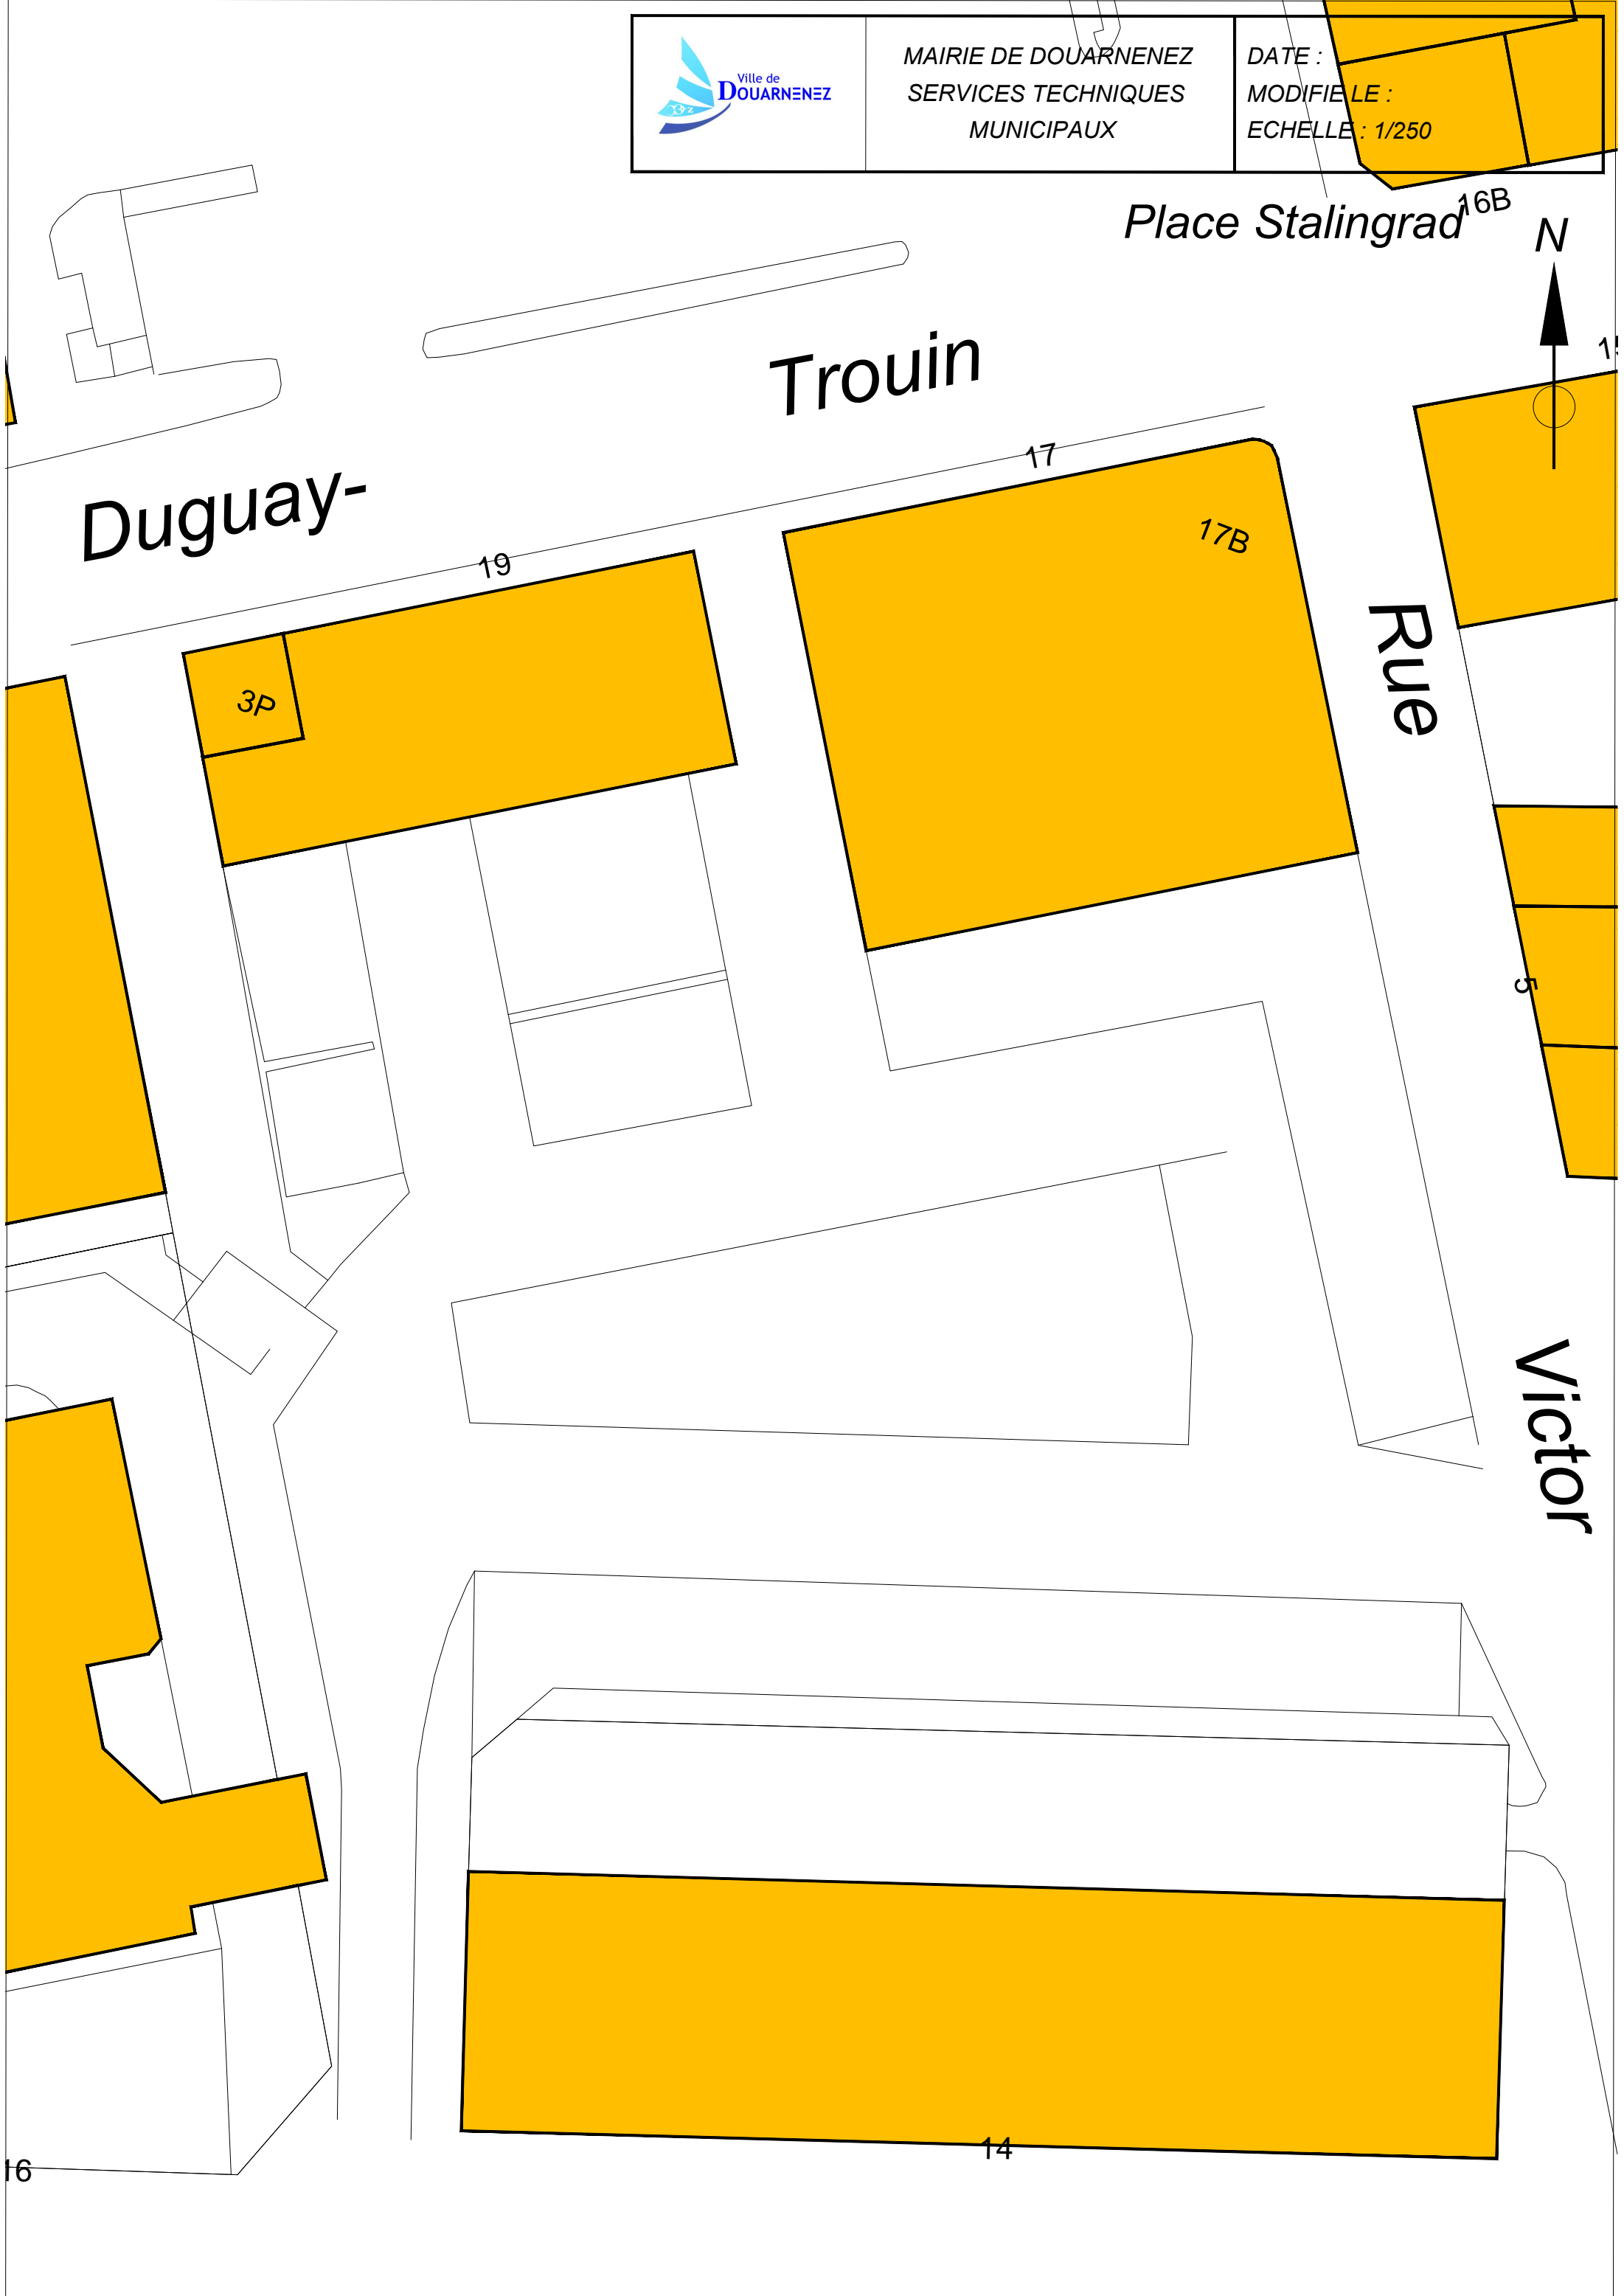 Ville de
DOUARNENEZ
MAIRIE DE DOUARNENEZ
SERVICES TECHNIQUES
MUNICIPAUX
DATE :
MODIFIE LE :
ECHELLE : 1/250
Place Stalingrad
16B
N
Trouin
Duguay-
17
17B
19
3P
Rue
5
Victor
14
16